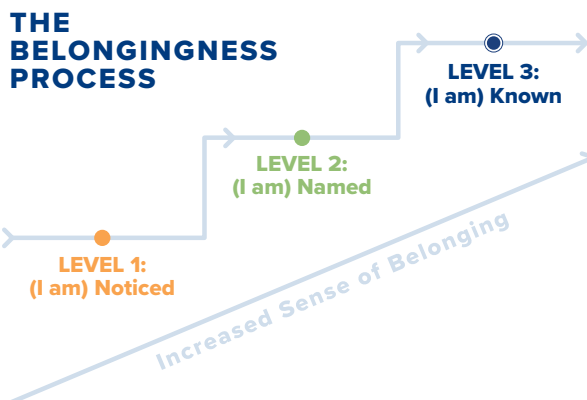 THE
BELONGINGNESS
PROCESS
LEVEL 3:
(I am) Known
LEVEL 2:
(I am) Named
LEVEL 1:
(I am) Noticed
Increased Sense of Belonging